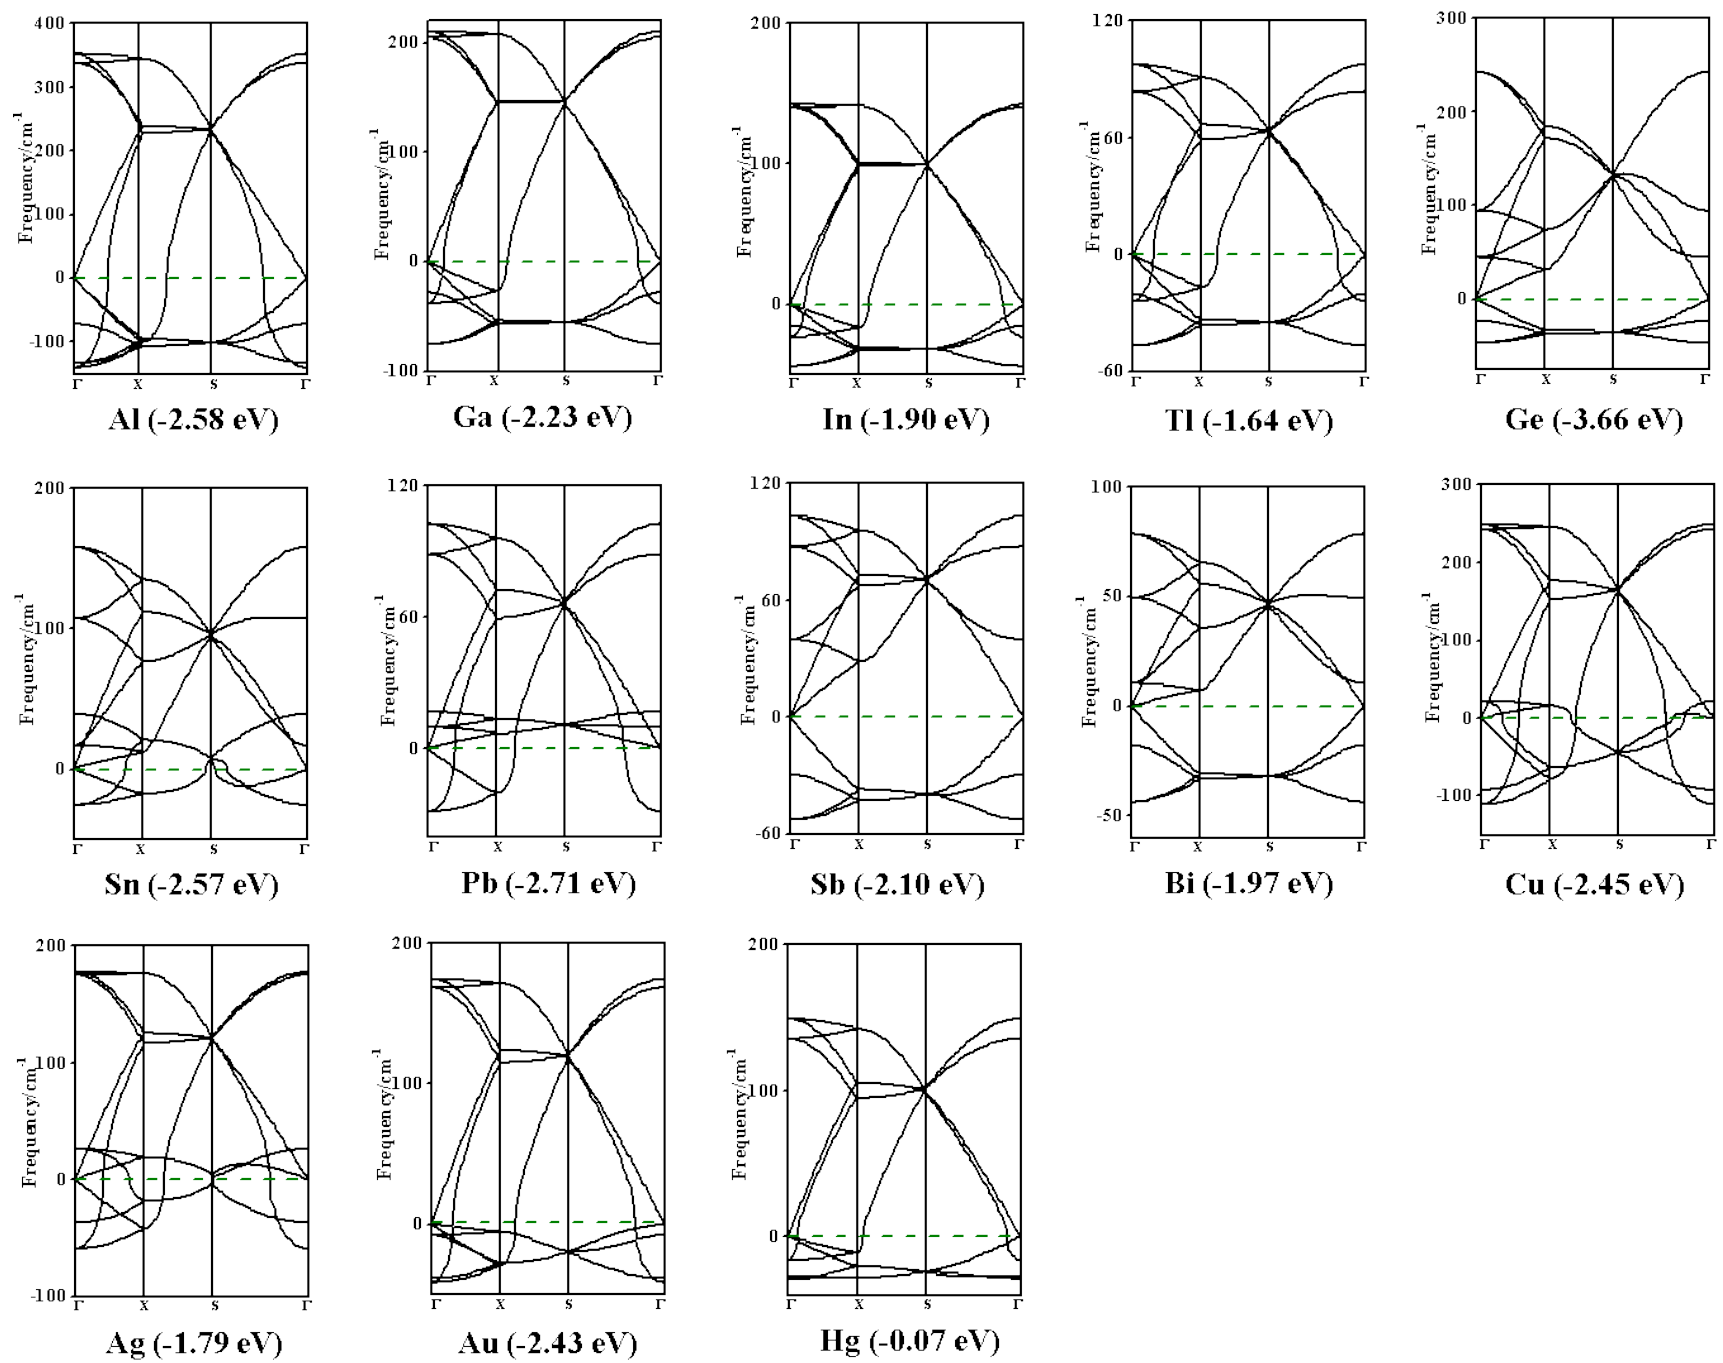 400
300
200
100
0
-100
Frequency/cm-1
Γ X S Γ
Al (-2.58 eV)
200
100
0
-100
Frequency/cm-1
Γ X S Γ
Ga (-2.23 eV)
200
100
0
Frequency/cm-1
Γ X S Γ
In (-1.90 eV)
120
60
0
-60
Frequency/cm-1
Γ X S Γ
Tl (-1.64 eV)
300
200
100
0
Frequency/cm-1
Γ X S Γ
Ge (-3.66 eV)
200
100
0
Frequency/cm-1
Γ X S Γ
Sn (-2.57 eV)
120
60
0
Frequency/cm-1
Γ X S Γ
Pb (-2.71 eV)
120
60
0
-60
Frequency/cm-1
Γ X S Γ
Sb (-2.10 eV)
100
50
0
-50
Frequency/cm-1
Γ X S Γ
Bi (-1.97 eV)
300
200
100
0
-100
Frequency/cm-1
Γ X S Γ
Cu (-2.45 eV)
200
100
0
-100
Frequency/cm-1
Γ X S Γ
Ag (-1.79 eV)
200
100
0
Frequency/cm-1
Γ X S Γ
Au (-2.43 eV)
200
100
0
Frequency/cm-1
Γ X S Γ
Hg (-0.07 eV)